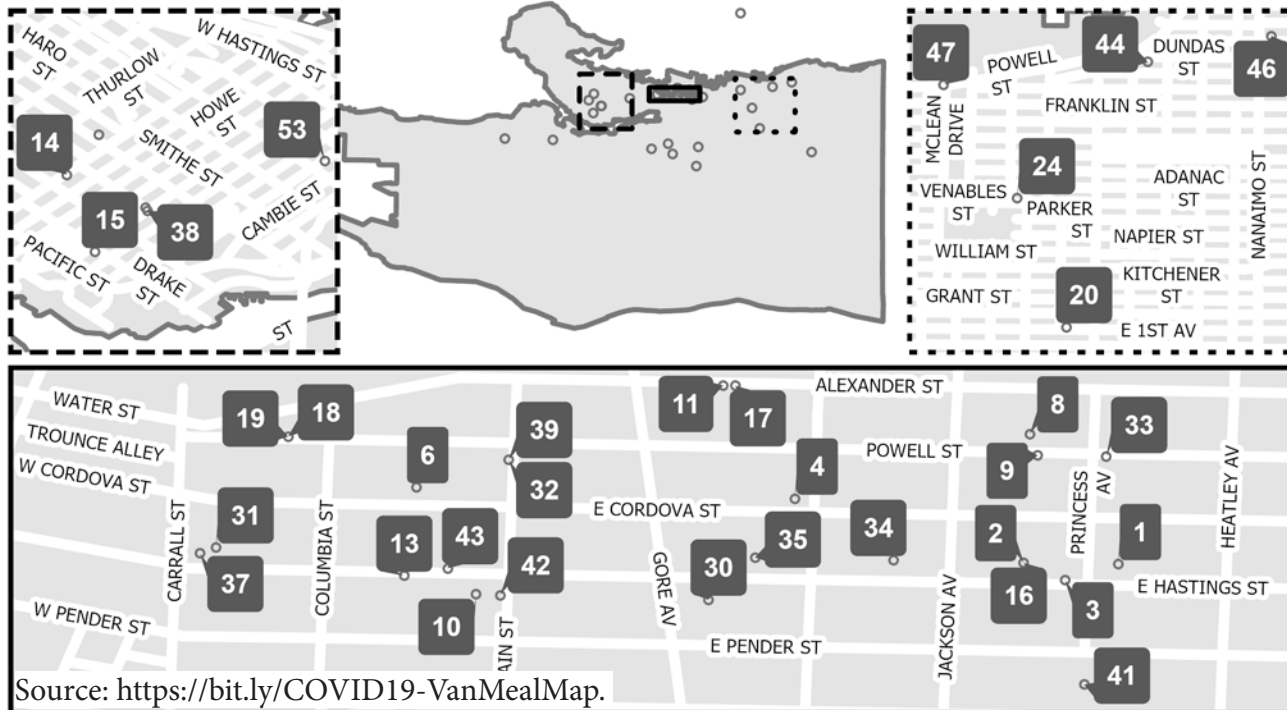 HARO
ST
W HASTINGS ST
THURLOW
ST
HOWE
ST
53
14
SMITHE ST
15
38
CAMBIE ST
PACIFIC ST
DRAKE
ST
ST
47
44
POWELL
ST
DUNDAS
ST
46
FRANKLIN ST
MCLEAN
DRIVE
24
VENABLES
ST
PARKER
ST
ADANAC
ST
NANAIMO ST
WILLIAM ST
NAPIER ST
GRANT ST
20
KITCHENER
ST
E 1ST AV
WATER ST
TROUNCE ALLEY
W CORDOVA ST
19
18
6
39
32
11
17
ALEXANDER ST
4
POWELL ST
8
9
33
PRINCESS
AV
HEATLEY AV
CARRALL ST
31
37
COLUMBIA ST
13
43
42
10
E CORDOVA ST
GORE AV
30
35
34
2
16
1
3
E HASTINGS ST
W PENDER ST
AIN ST
E PENDER ST
JACKSON AV
41
Source: https://bit.ly/COVID19-VanMealMap.